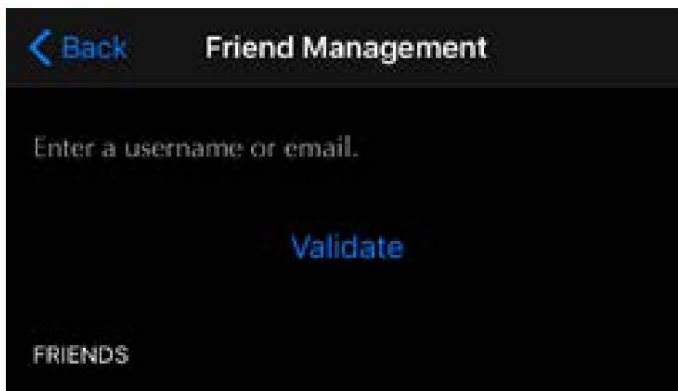 Back Friend Management
Enter a username or email.
Validate
FRIENDS